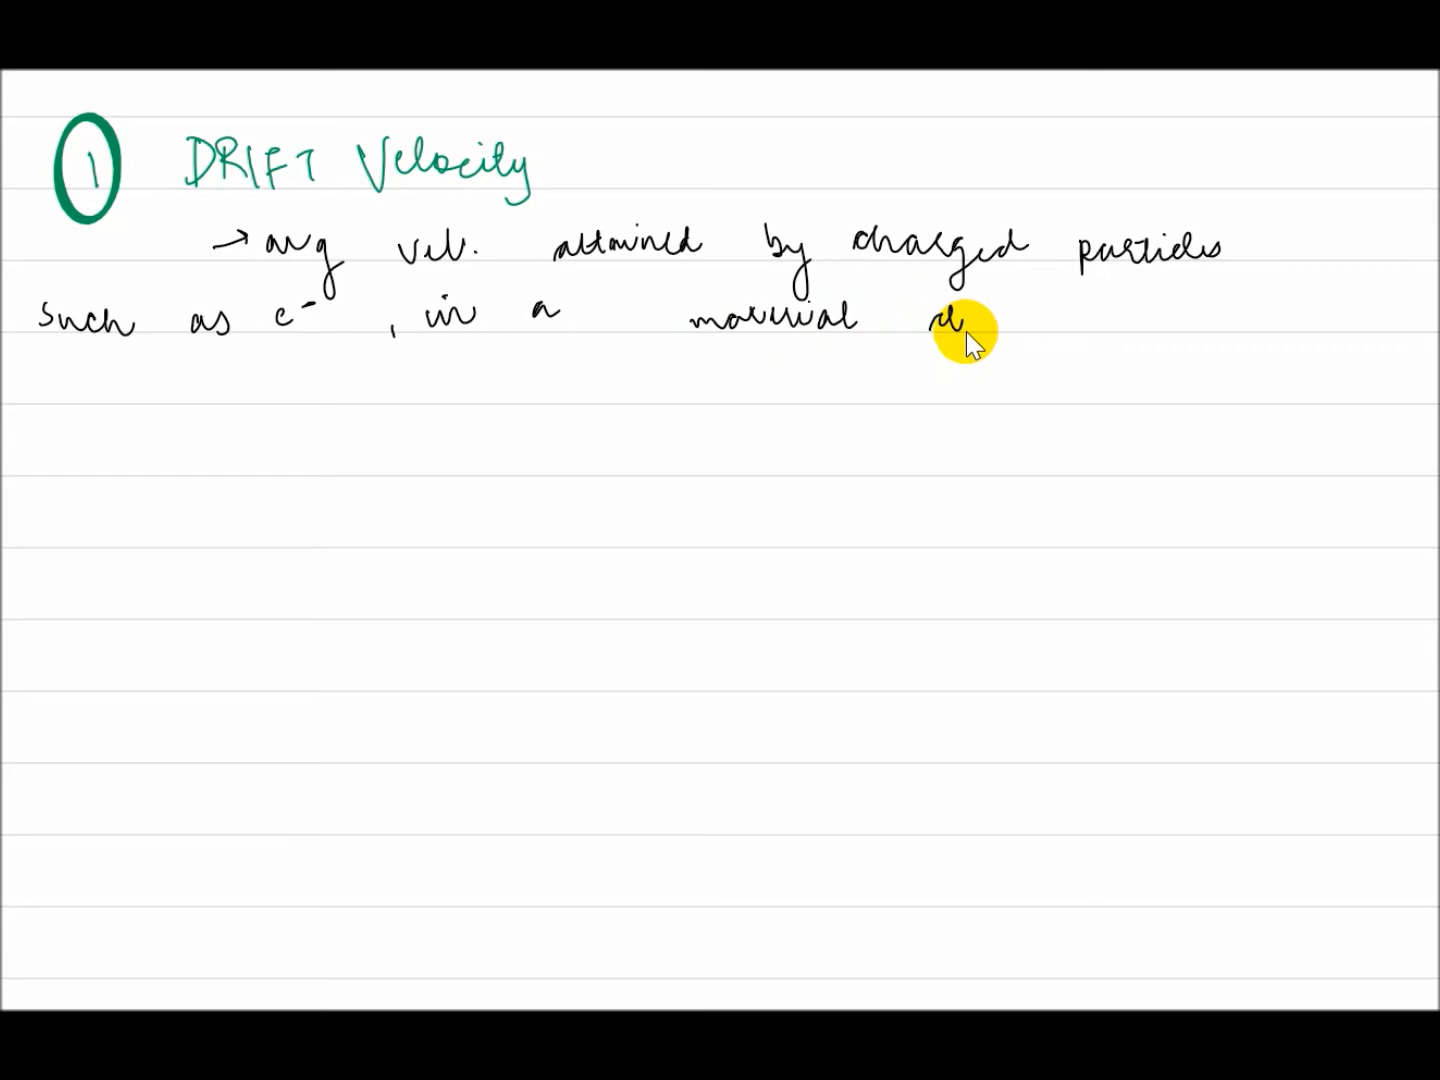 1 DRIFT Velocity
→ avg vel. attained by charged particles
such as e⁻, in a material